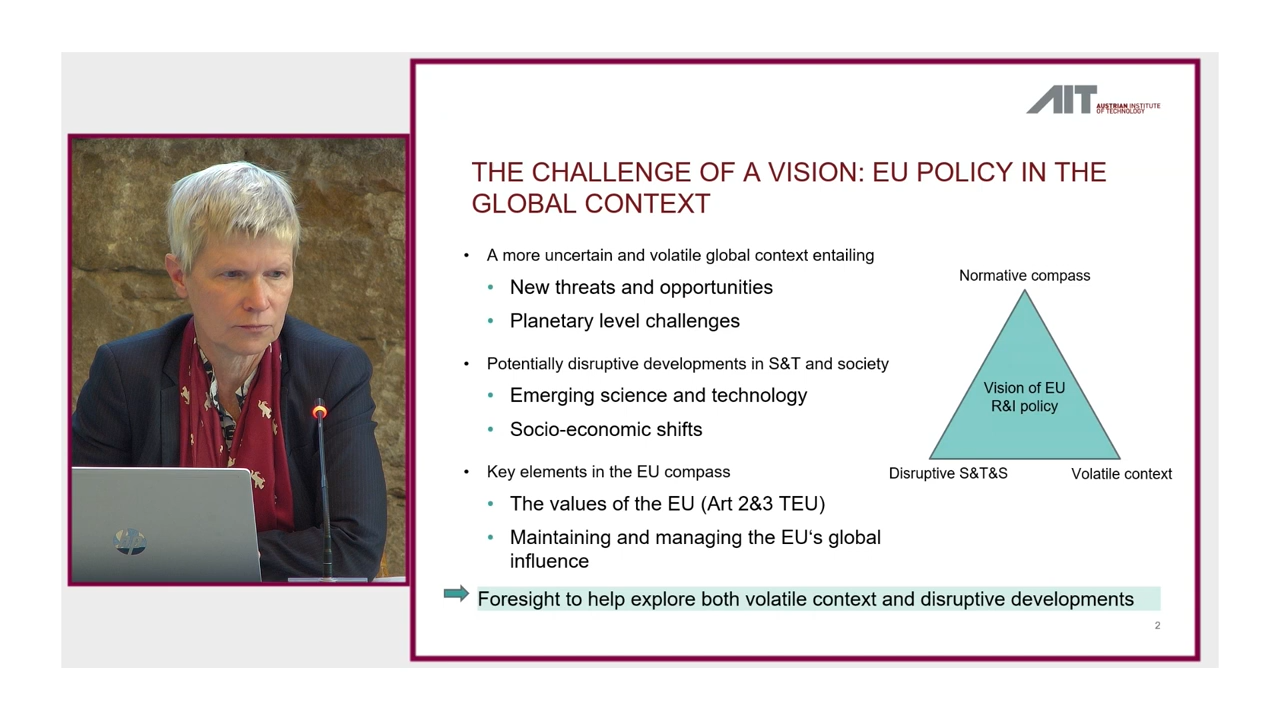 AIT AUSTRIAN INSTITUTE
OF TECHNOLOGY
THE CHALLENGE OF A VISION: EU POLICY IN THE
GLOBAL CONTEXT
• A more uncertain and volatile global context entailing
• New threats and opportunities
• Planetary level challenges
• Potentially disruptive developments in S&T and society
• Emerging science and technology
• Socio-economic shifts
• Key elements in the EU compass
• The values of the EU (Art 2&3 TEU)
• Maintaining and managing the EU‘s global
influence
Foresight to help explore both volatile context and disruptive developments
Normative compass
Vision of EU
R&I policy
Disruptive S&T&S
Volatile context
2
hp